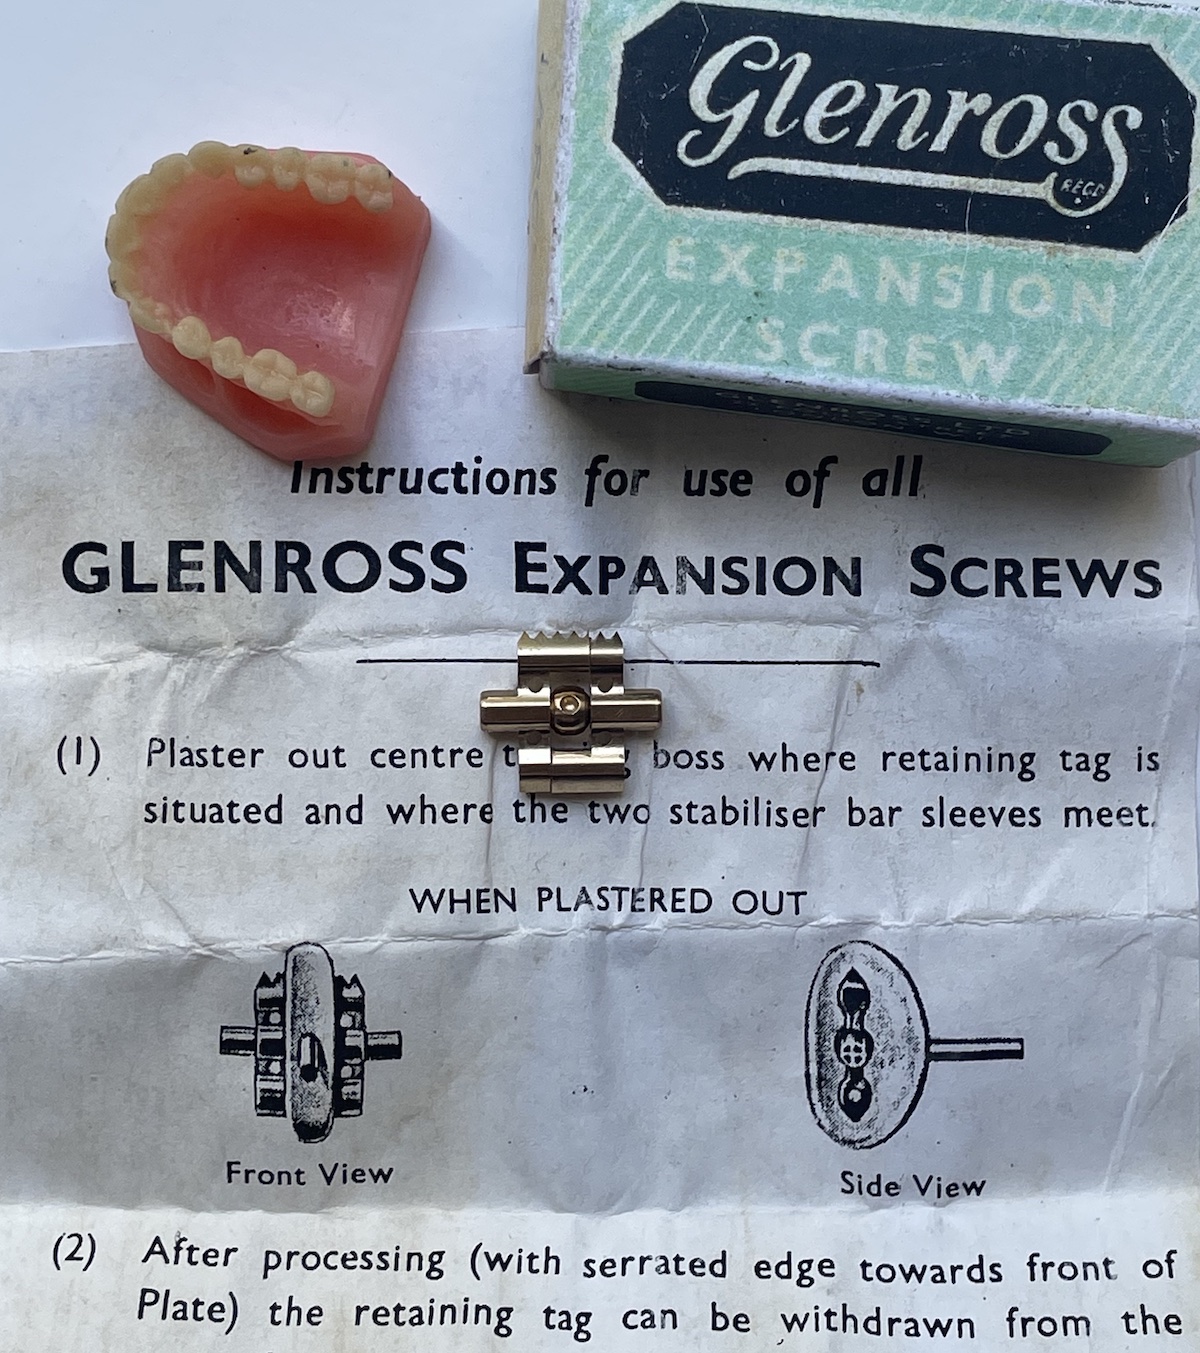 Glenross
REGD
EXPANSION
SCREW
Instructions for use of all
GLENROSS EXPANSION SCREWS
(1) Plaster out centre boss where retaining tag is
situated and where the two stabiliser bar sleeves meet.
WHEN PLASTERED OUT
Front View
Side View
(2) After processing (with serrated edge towards front of
Plate) the retaining tag can be withdrawn from the